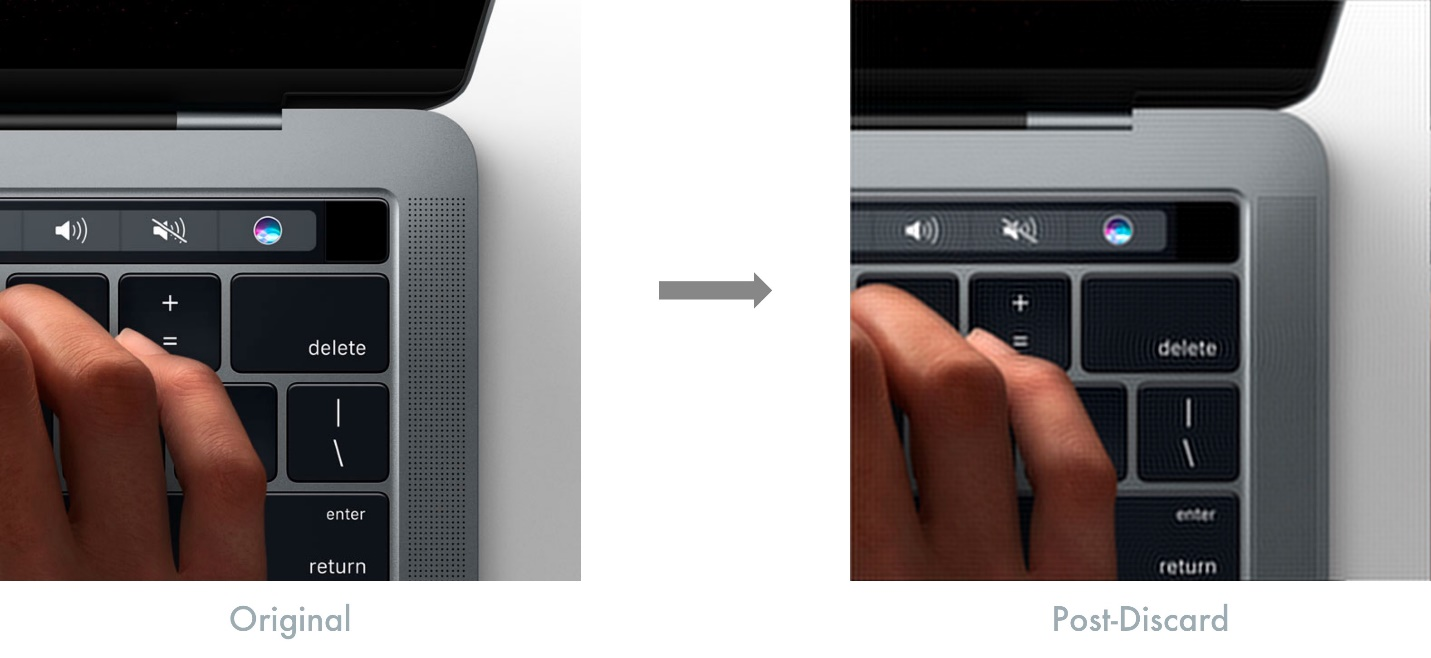 +
=
delete
|
\
enter
return
Original
+
=
delete
|
\
enter
return
Post-Discard